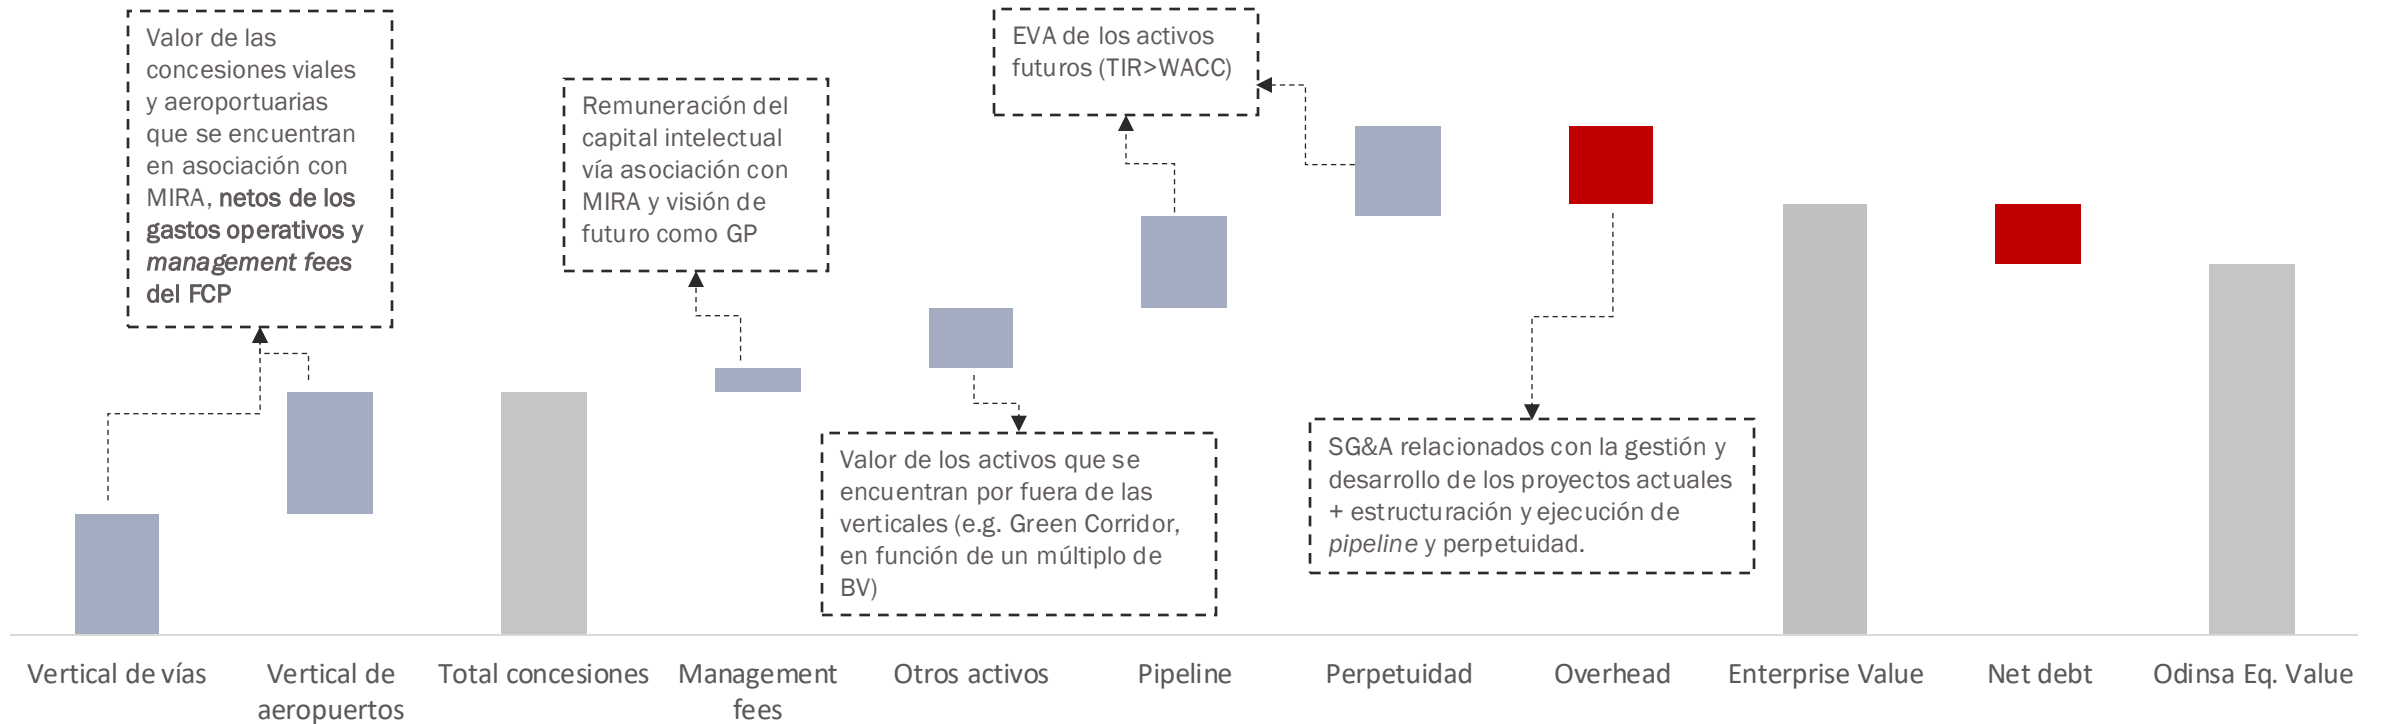 Valor de las
concesiones viales
y aeroportuarias
que se encuentran
en asociación con
MIRA, netos de los
gastos operativos y
management fees
del FCP
Remuneración del
capital intelectual
vía asociación con
MIRA y visión de
futuro como GP
EVA de los activos
futuros (TIR>WACC)
Valor de los activos que se
encuentran por fuera de las
verticales (e.g. Green Corridor,
en función de un múltiplo de
BV)
SG&A relacionados con la gestión y
desarrollo de los proyectos actuales
+ estructuración y ejecución de
pipeline y perpetuidad.
Vertical de vías
Vertical de
aeropuertos
Total concesiones
Management
fees
Otros activos
Pipeline
Perpetuidad
Overhead
Enterprise Value
Net debt
Odinsa Eq. Value